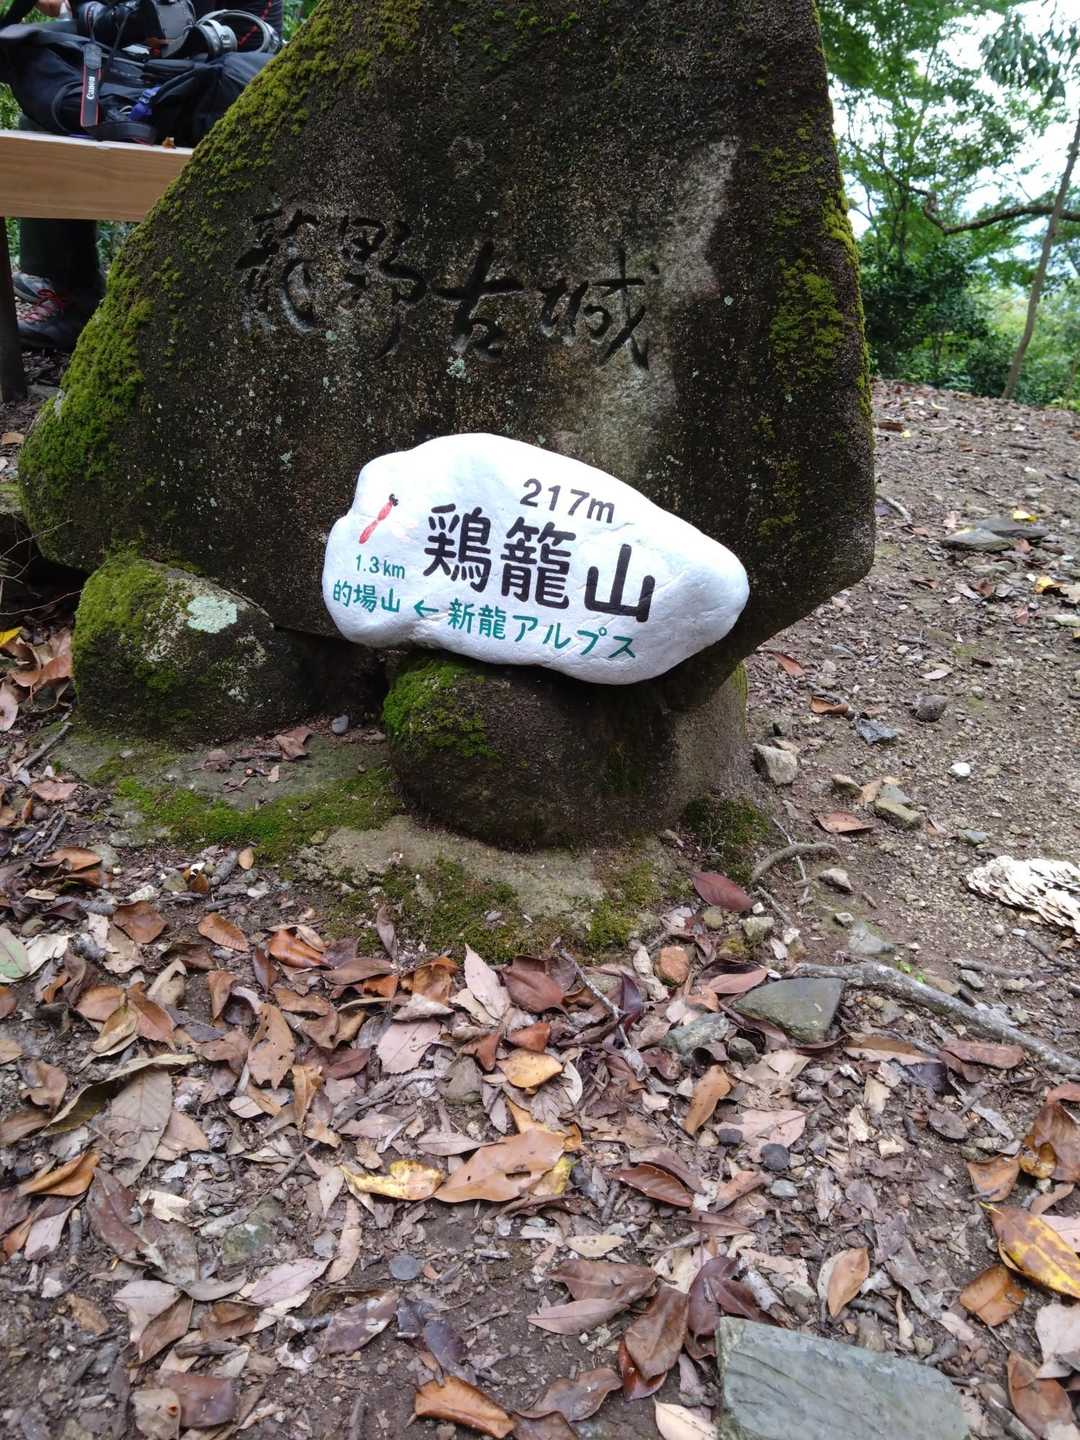 Canon
龍野古城
217m
鶏籠山
1.3km
的場山 ← 新龍アルプス